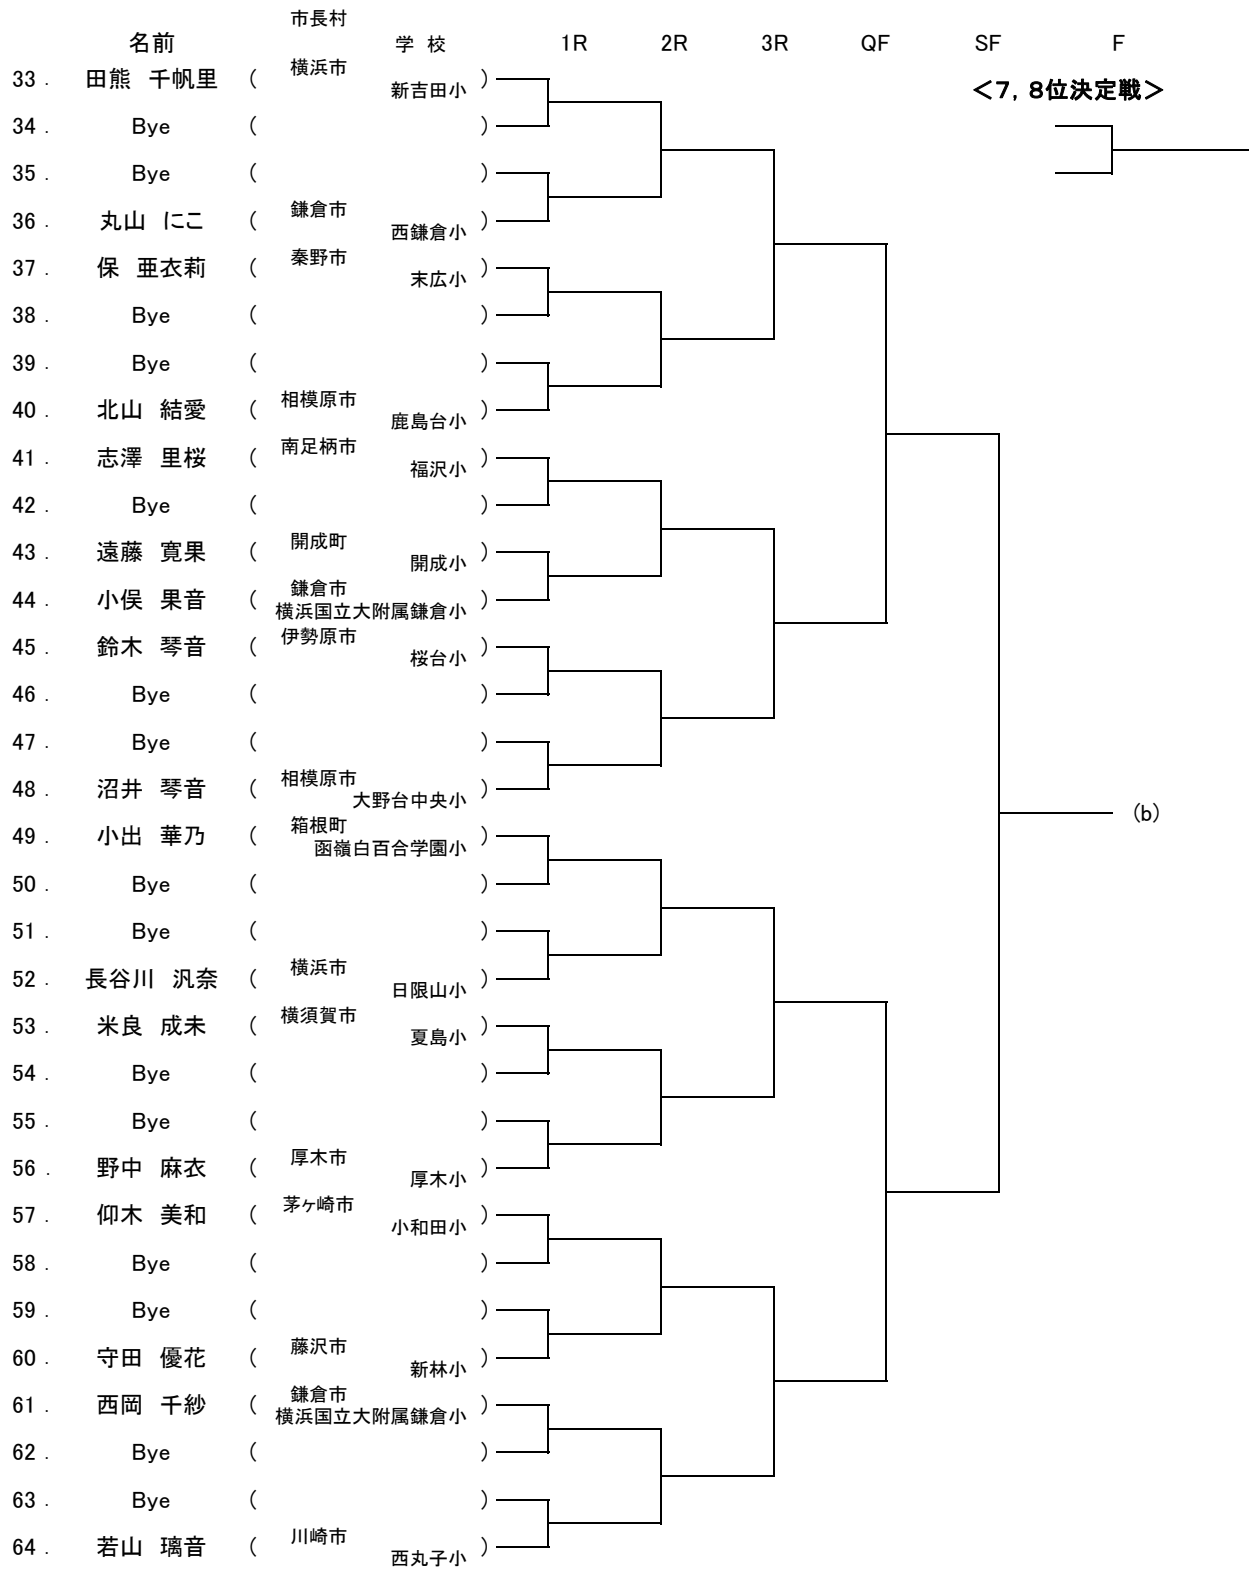 市長村
名前 学 校 1R 2R 3R QF SF F
33 . 田熊 千帆里 ( 横浜市 新吉田小 ) <7, 8位決定戦>
34 . Bye ( )
35 . Bye ( )
36 . 丸山 にこ ( 鎌倉市 西鎌倉小 )
37 . 保 亜衣莉 ( 秦野市 末広小 )
38 . Bye ( )
39 . Bye ( )
40 . 北山 結愛 ( 相模原市 鹿島台小 )
41 . 志澤 里桜 ( 南足柄市 福沢小 )
42 . Bye ( )
43 . 遠藤 寛果 ( 開成町 開成小 )
44 . 小俣 果音 ( 鎌倉市 横浜国立大附属鎌倉小 )
45 . 鈴木 琴音 ( 伊勢原市 桜台小 )
46 . Bye ( )
47 . Bye ( )
48 . 沼井 琴音 ( 相模原市 大野台中央小 )
49 . 小出 華乃 ( 箱根町 函嶺白百合学園小 ) (b)
50 . Bye ( )
51 . Bye ( )
52 . 長谷川 汎奈 ( 横浜市 日限山小 )
53 . 米良 成未 ( 横須賀市 夏島小 )
54 . Bye ( )
55 . Bye ( )
56 . 野中 麻衣 ( 厚木市 厚木小 )
57 . 仰木 美和 ( 茅ヶ崎市 小和田小 )
58 . Bye ( )
59 . Bye ( )
60 . 守田 優花 ( 藤沢市 新林小 )
61 . 西岡 千紗 ( 鎌倉市 横浜国立大附属鎌倉小 )
62 . Bye ( )
63 . Bye ( )
64 . 若山 璃音 ( 川崎市 西丸子小 )